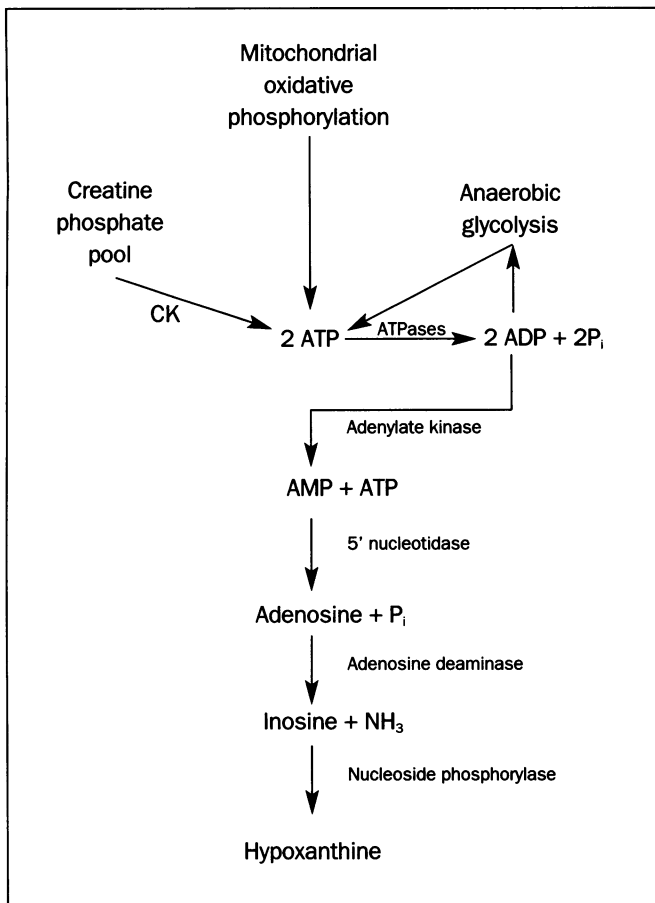 Mitochondrial
oxidative
phosphorylation
Creatine
phosphate
pool
Anaerobic
glycolysis
CK
2 ATP
ATPases
2 ADP + 2Pi
Adenylate kinase
AMP + ATP
5' nucleotidase
Adenosine + Pi
Adenosine deaminase
Inosine + NH3
Nucleoside phosphorylase
Hypoxanthine